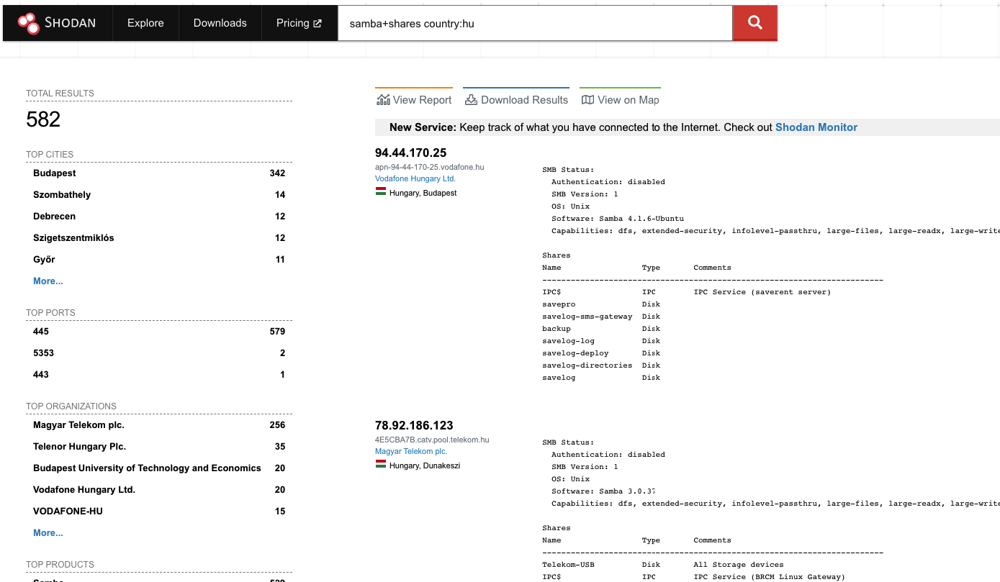 SHODAN Explore Downloads Pricing samba+shares country:hu
TOTAL RESULTS
582
TOP CITIES
Budapest 342
Szombathely 14
Debrecen 12
Szigetszentmiklós 12
Győr 11
More...
TOP PORTS
445 579
5353 2
443 1
TOP ORGANIZATIONS
Magyar Telekom plc. 256
Telenor Hungary Plc. 35
Budapest University of Technology and Economics 20
Vodafone Hungary Ltd. 20
VODAFONE-HU 15
More...
TOP PRODUCTS
View Report Download Results View on Map
New Service: Keep track of what you have connected to the Internet. Check out Shodan Monitor
94.44.170.25
apn-94-44-170-25.vodafone.hu
Vodafone Hungary Ltd.
Hungary, Budapest
SMB Status:
Authentication: disabled
SMB Version: 1
OS: Unix
Software: Samba 4.1.6-Ubuntu
Capabilities: dfs, extended-security, infolevel-passthru, large-files, large-readx, large-write
Shares
Name Type Comments
------------------------------------------------------------------------
IPC$ IPC IPC Service (saverent server)
savepro Disk
savelog-sms-gateway Disk
backup Disk
savelog-log Disk
savelog-deploy Disk
savelog-directories Disk
savelog Disk
78.92.186.123
4E5CBA7B.catv.pool.telekom.hu
Magyar Telekom plc.
Hungary, Dunakeszi
SMB Status:
Authentication: disabled
SMB Version: 1
OS: Unix
Software: Samba 3.0.37
Capabilities: dfs, extended-security, infolevel-passthru, large-files, large-readx, large-write
Shares
Name Type Comments
------------------------------------------------------------------------
Telekom-USB Disk All Storage devices
IPC$ IPC IPC Service (BRCM Linux Gateway)